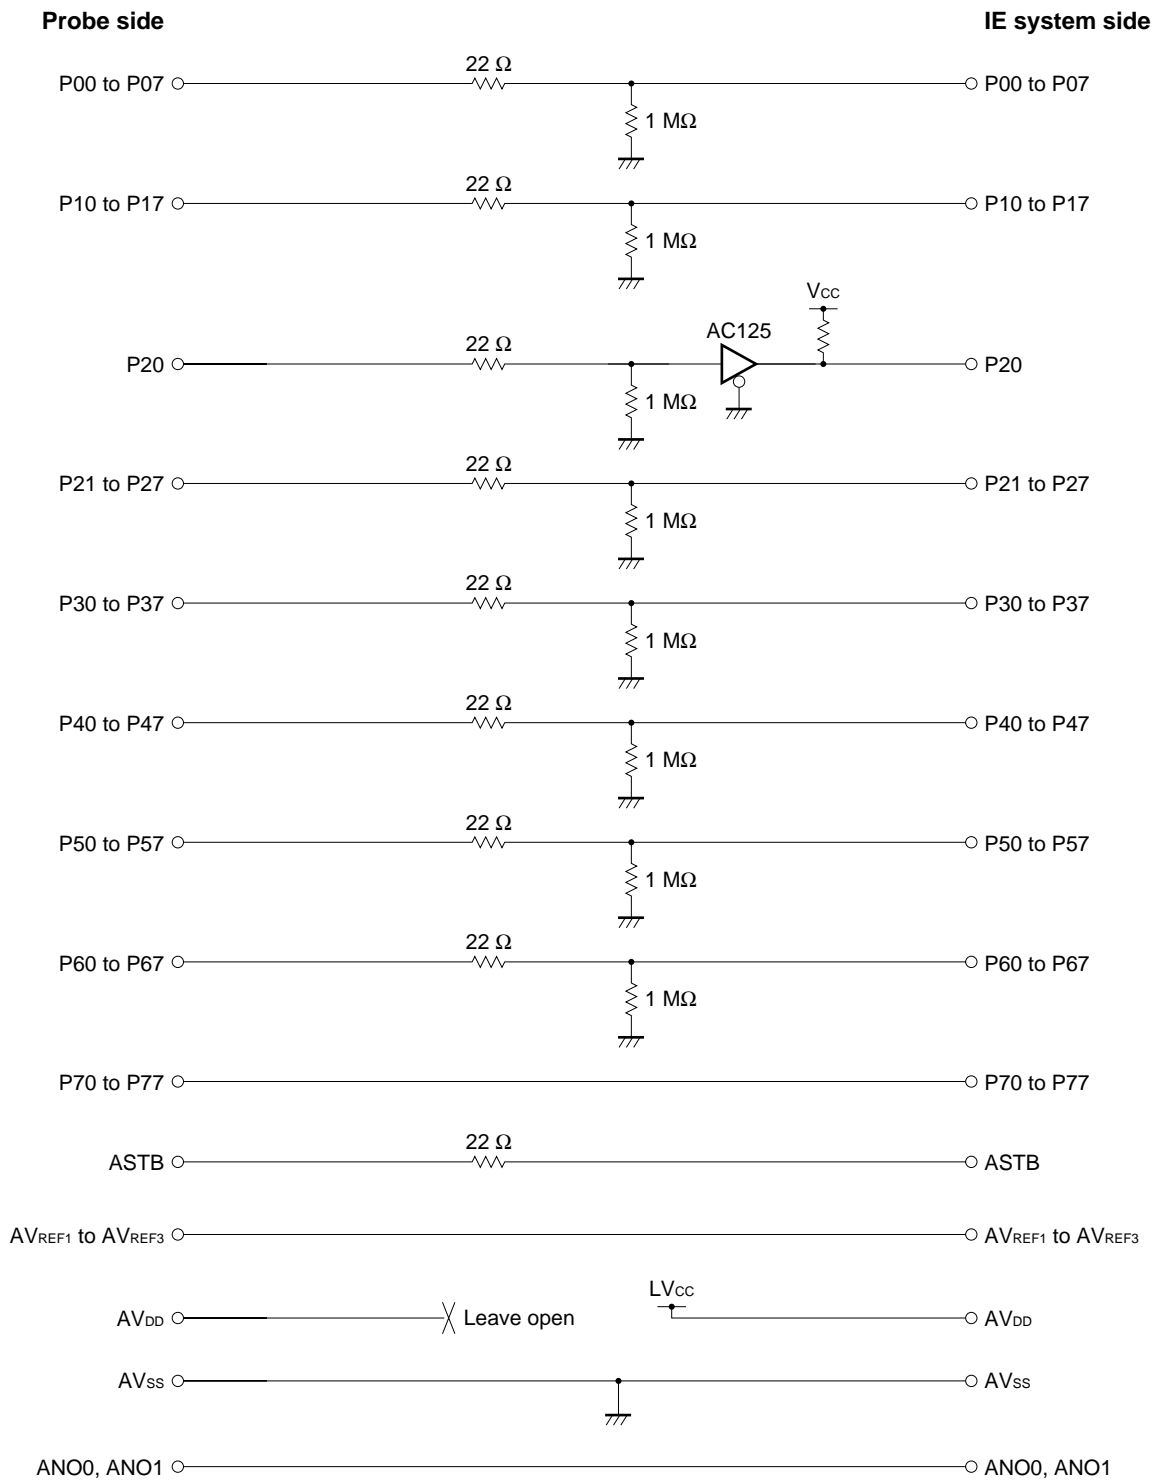 Probe side IE system side
22 Ω
P00 to P07 P00 to P07
1 MΩ
22 Ω
P10 to P17 P10 to P17
1 MΩ
VCC
AC125
22 Ω
P20 P20
1 MΩ
22 Ω
P21 to P27 P21 to P27
1 MΩ
22 Ω
P30 to P37 P30 to P37
1 MΩ
22 Ω
P40 to P47 P40 to P47
1 MΩ
22 Ω
P50 to P57 P50 to P57
1 MΩ
22 Ω
P60 to P67 P60 to P67
1 MΩ
P70 to P77 P70 to P77
22 Ω
ASTB ASTB
AVREF1 to AVREF3 AVREF1 to AVREF3
LVCC
AVDD Leave open AVDD
AVSS AVSS
ANO0, ANO1 ANO0, ANO1